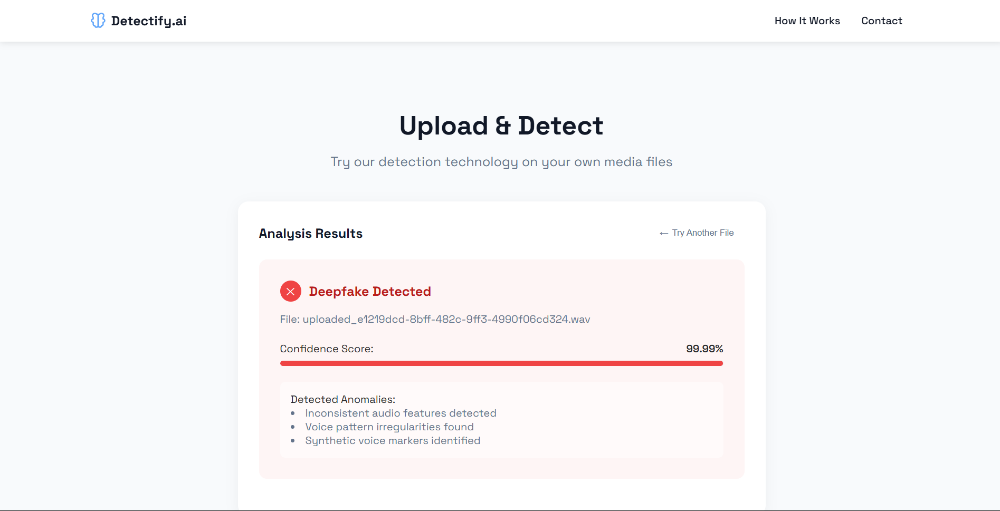 Detectify.ai
How It Works
Contact
Upload & Detect
Try our detection technology on your own media files
Analysis Results
← Try Another File
Deepfake Detected
File: uploaded_e1219dcd-8bff-482c-9ff3-4990f06cd324.wav
Confidence Score:
99.99%
Detected Anomalies:
• Inconsistent audio features detected
• Voice pattern irregularities found
• Synthetic voice markers identified